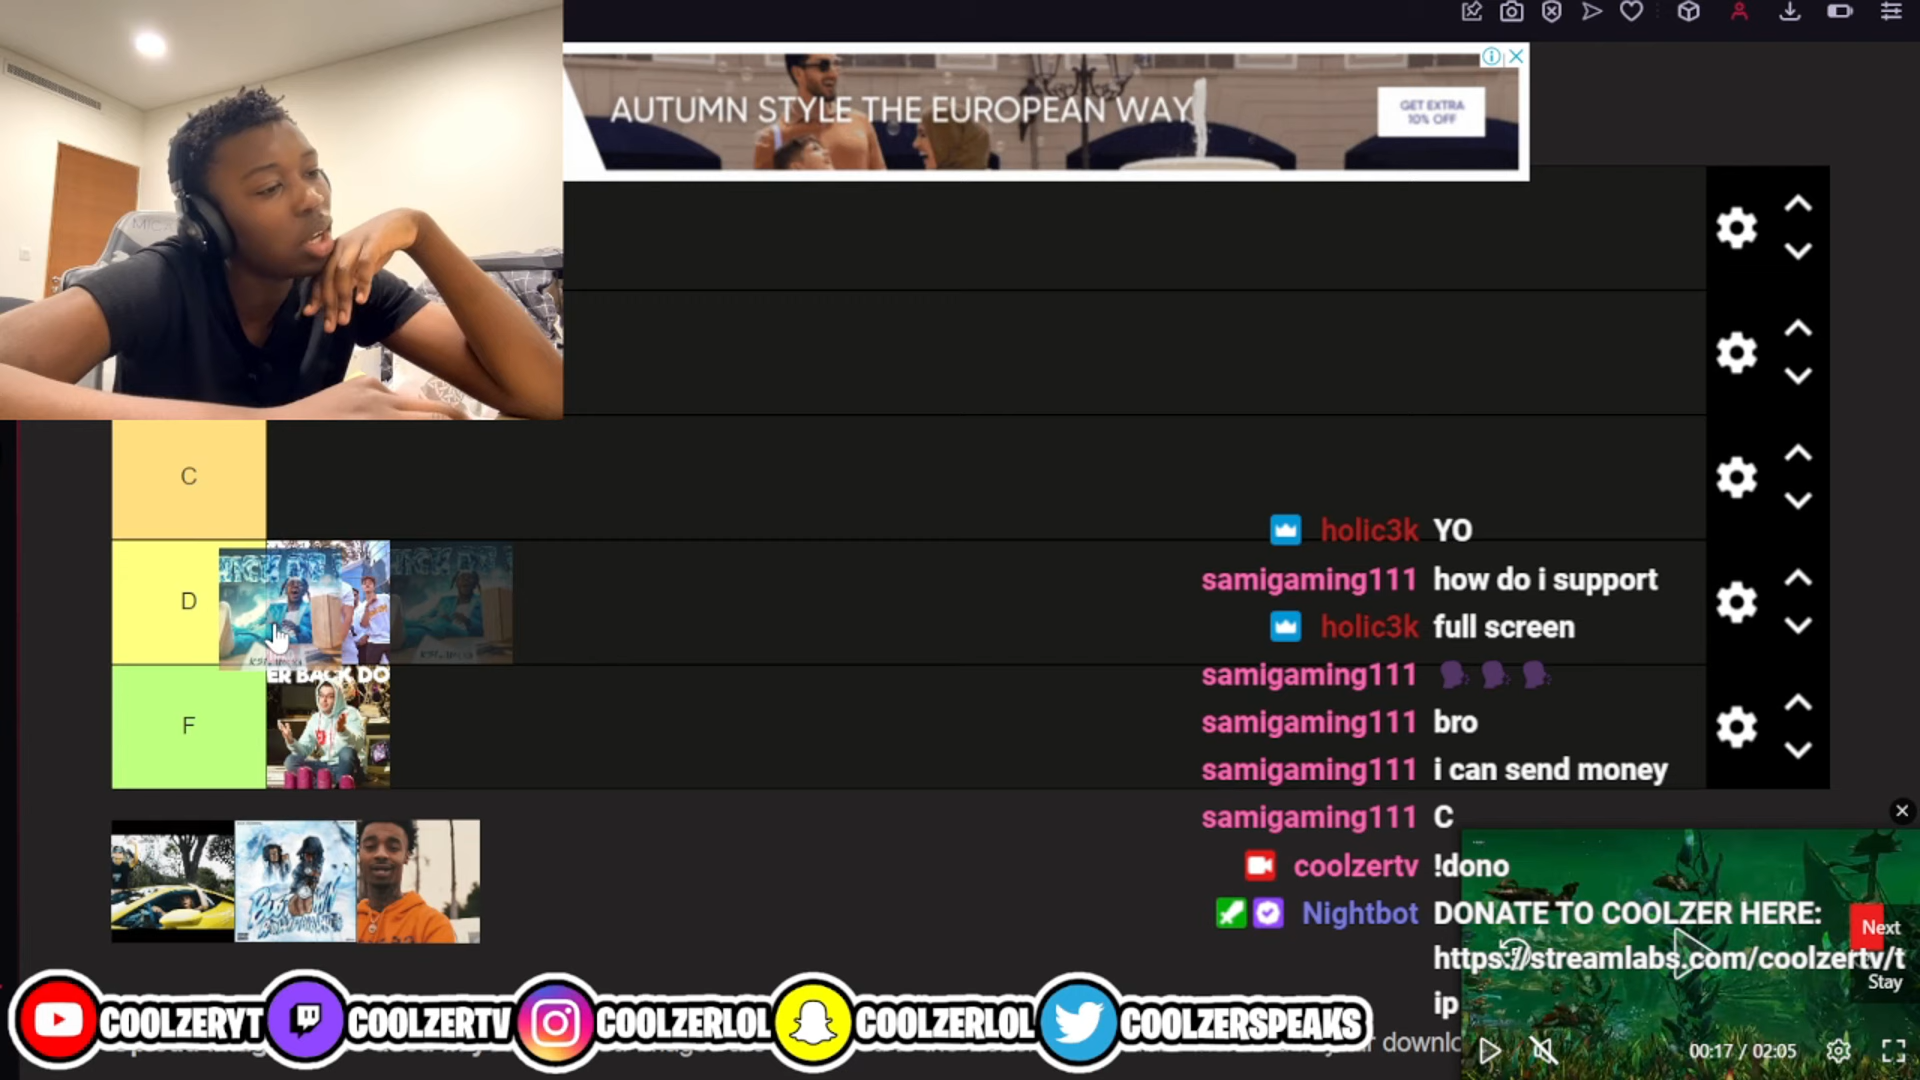 AUTUMN STYLE THE EUROPEAN WAY
GET EXTRA
10% OFF
C
D
F
ER BACK DO
holic3k YO
samigaming111 how do i support
holic3k full screen
samigaming111
samigaming111 bro
samigaming111 i can send money
samigaming111 C
coolzertv !dono
Nightbot DONATE TO COOLZER HERE:
https://streamlabs.com/coolzertv/t
ip
Next
Stay
00:17 / 02:05
COOLZERYT
COOLZERTV
COOLZERLOL
COOLZERLOL
COOLZERSPEAKS